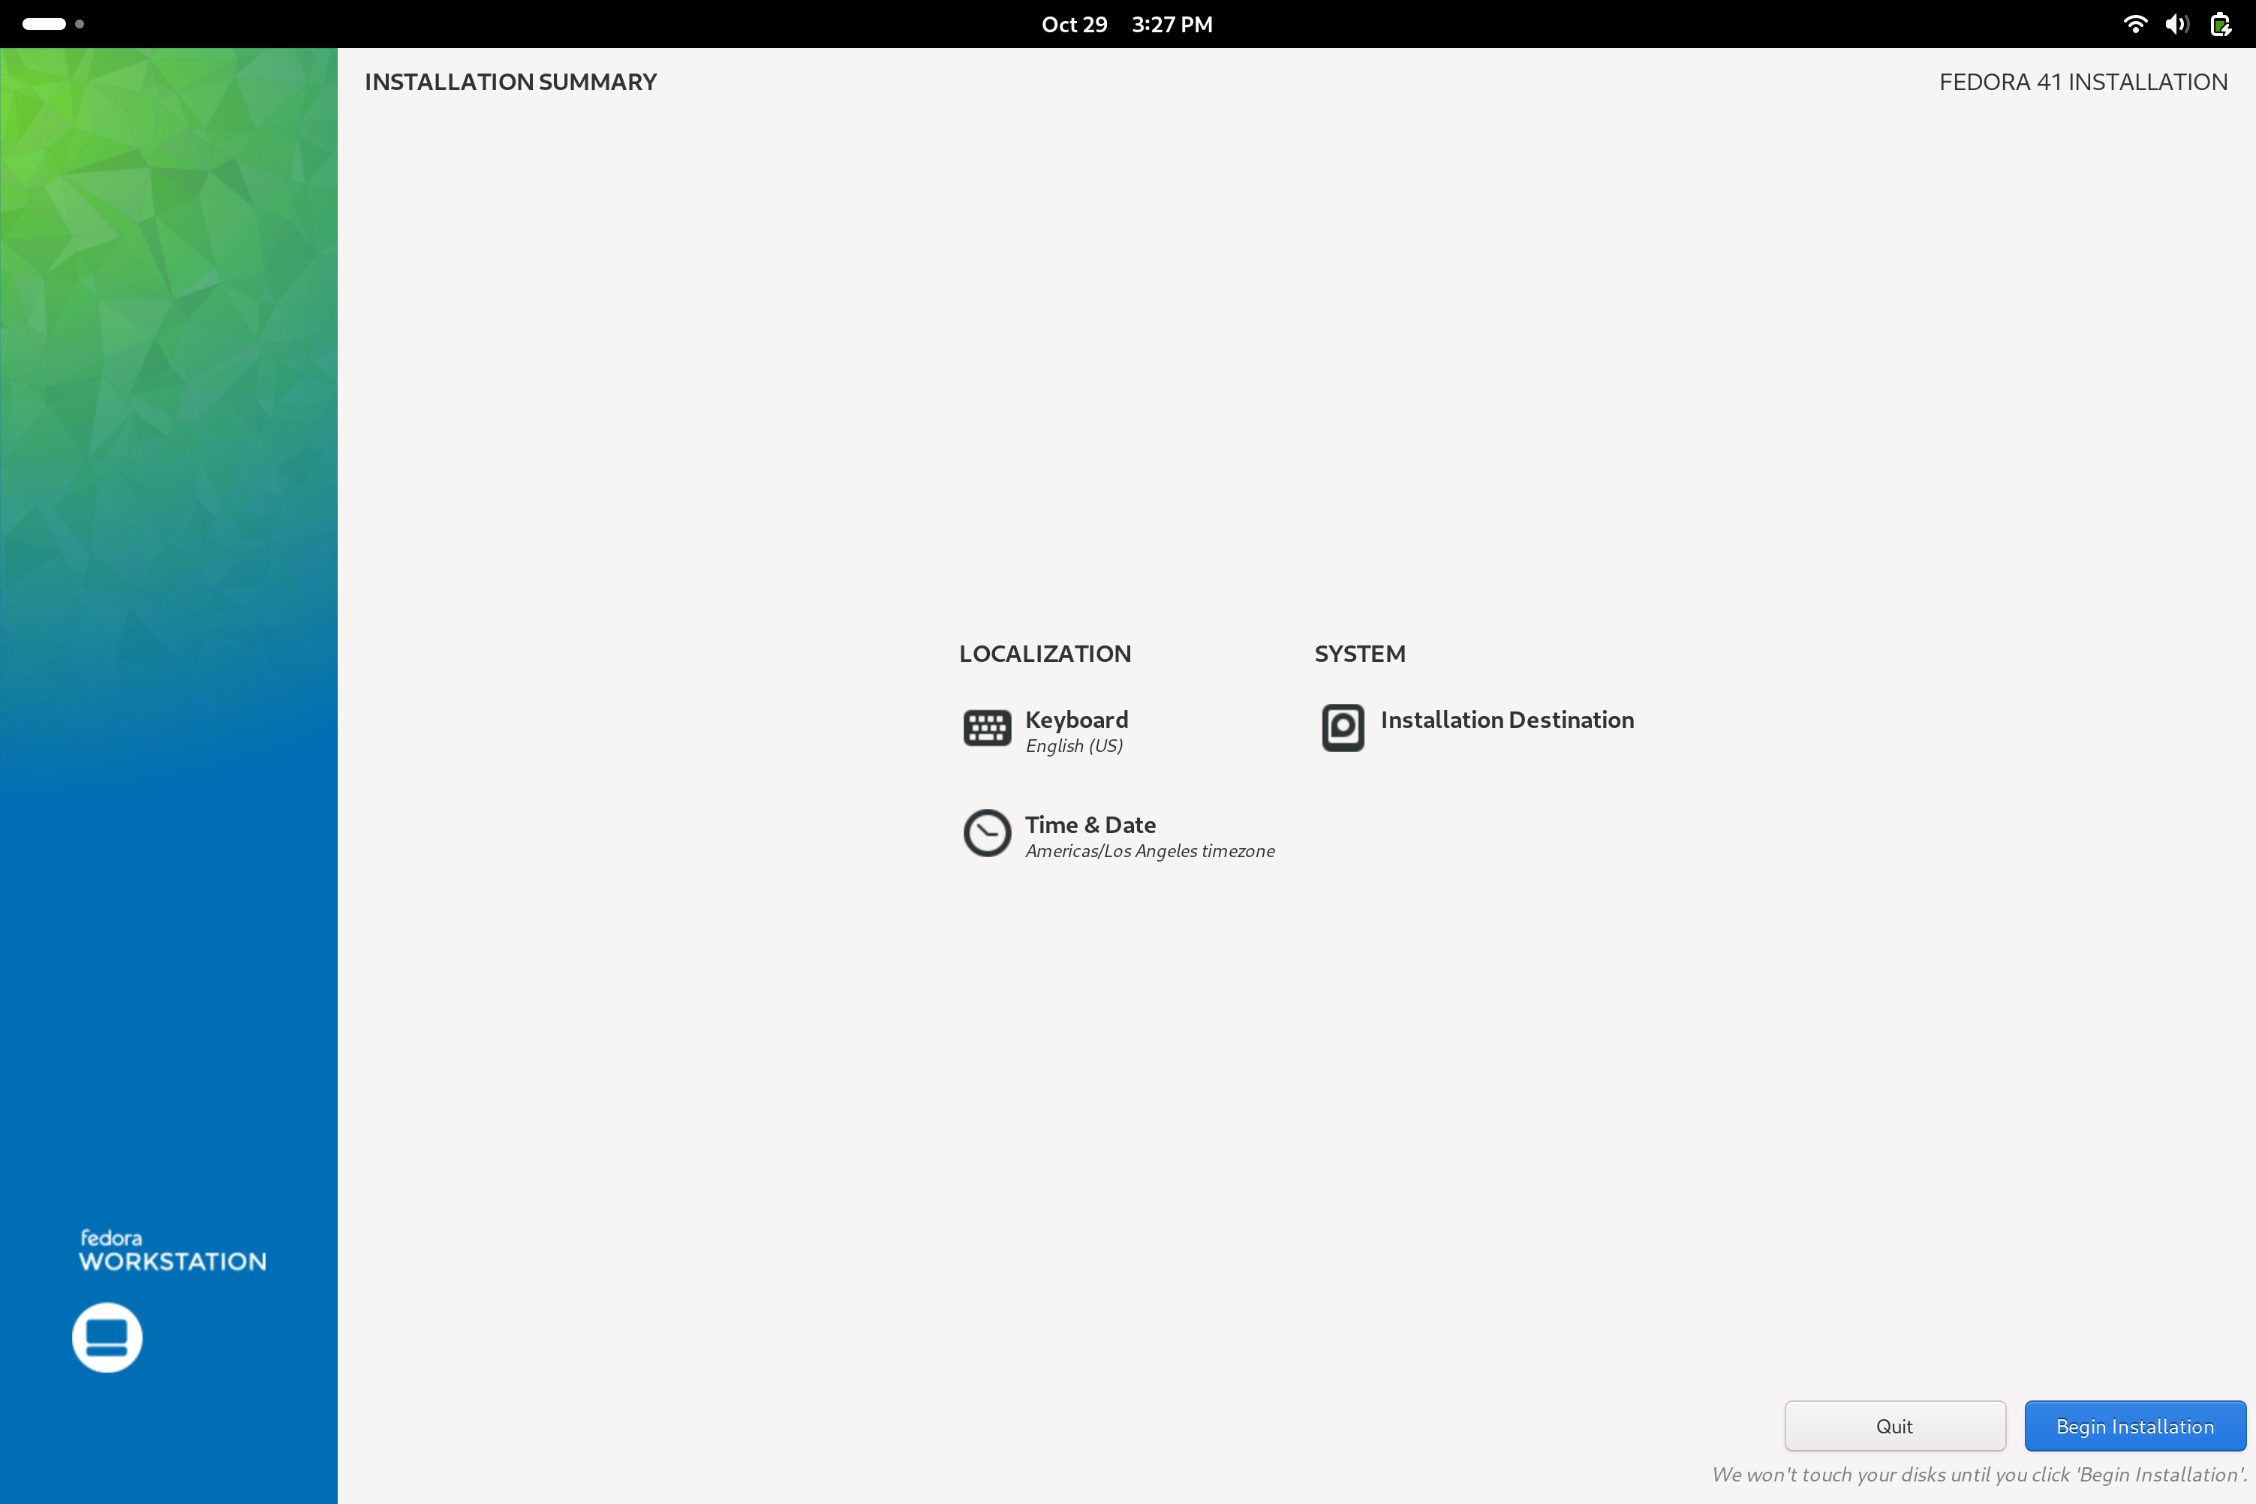 Oct 29 3:27 PM
INSTALLATION SUMMARY
FEDORA 41 INSTALLATION
LOCALIZATION
Keyboard
English (US)
Time & Date
Americas/Los Angeles timezone
SYSTEM
Installation Destination
fedora
WORKSTATION
Quit
Begin Installation
We won't touch your disks until you click 'Begin Installation'.